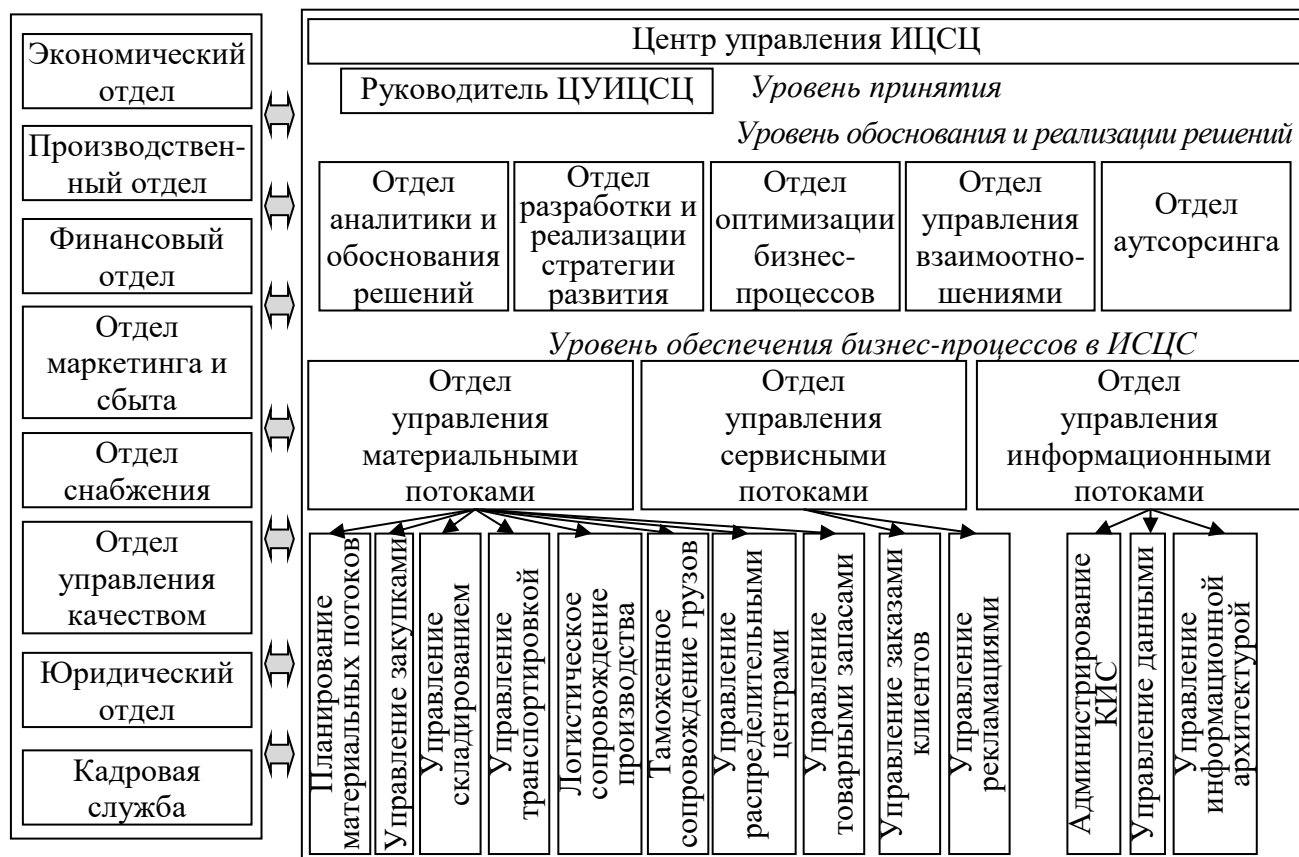 Экономический
отдел
Производствен-
ный отдел
Финансовый
отдел
Отдел
маркетинга и
сбыта
Отдел
снабжения
Отдел
управления
качеством
Юридический
отдел
Кадровая
служба
Центр управления ИЦСЦ
Руководитель ЦУИЦСЦ
Уровень принятия
Уровень обоснования и реализации решений
Отдел
аналитики и
обоснования
решений
Отдел
разработки и
реализации
стратегии
развития
Отдел
оптимизации
бизнес-
процессов
Отдел
управления
взаимоотно-
шениями
Отдел
аутсорсинга
Уровень обеспечения бизнес-процессов в ИСЦС
Отдел
управления
материальными
потоками
Отдел
управления
сервисными
потоками
Отдел
управления
информационными
потоками
Планирование
материальных потоков
Управление закупками
Управление
складированием
Управление
транспортировкой
Логистическое
сопровождение
производства
Таможенное
сопровождение грузов
Управление
распределительными
центрами
Управление
товарными запасами
Управление заказами
клиентов
Управление
рекламациями
Администрирование
КИС
Управление данными
Управление
информационной
архитектурой